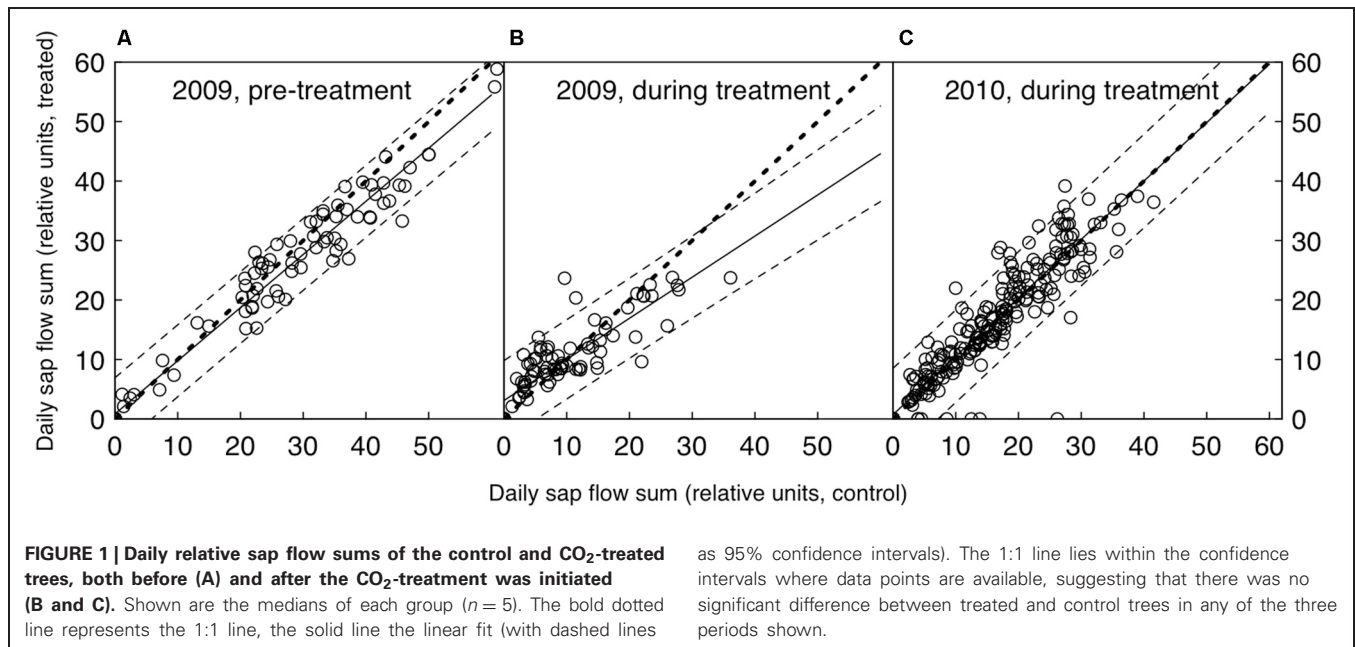 A
B
C
2009, pre-treatment
2009, during treatment
2010, during treatment
Daily sap flow sum (relative units, treated)
60
50
40
30
20
10
0
60
50
40
30
20
10
0
0 10 20 30 40 50
0 10 20 30 40 50
0 10 20 30 40 50 60
Daily sap flow sum (relative units, control)
FIGURE 1 | Daily relative sap flow sums of the control and CO₂-treated
trees, both before (A) and after the CO₂-treatment was initiated
(B and C). Shown are the medians of each group (n = 5). The bold dotted
line represents the 1:1 line, the solid line the linear fit (with dashed lines
as 95% confidence intervals). The 1:1 line lies within the confidence
intervals where data points are available, suggesting that there was no
significant difference between treated and control trees in any of the three
periods shown.